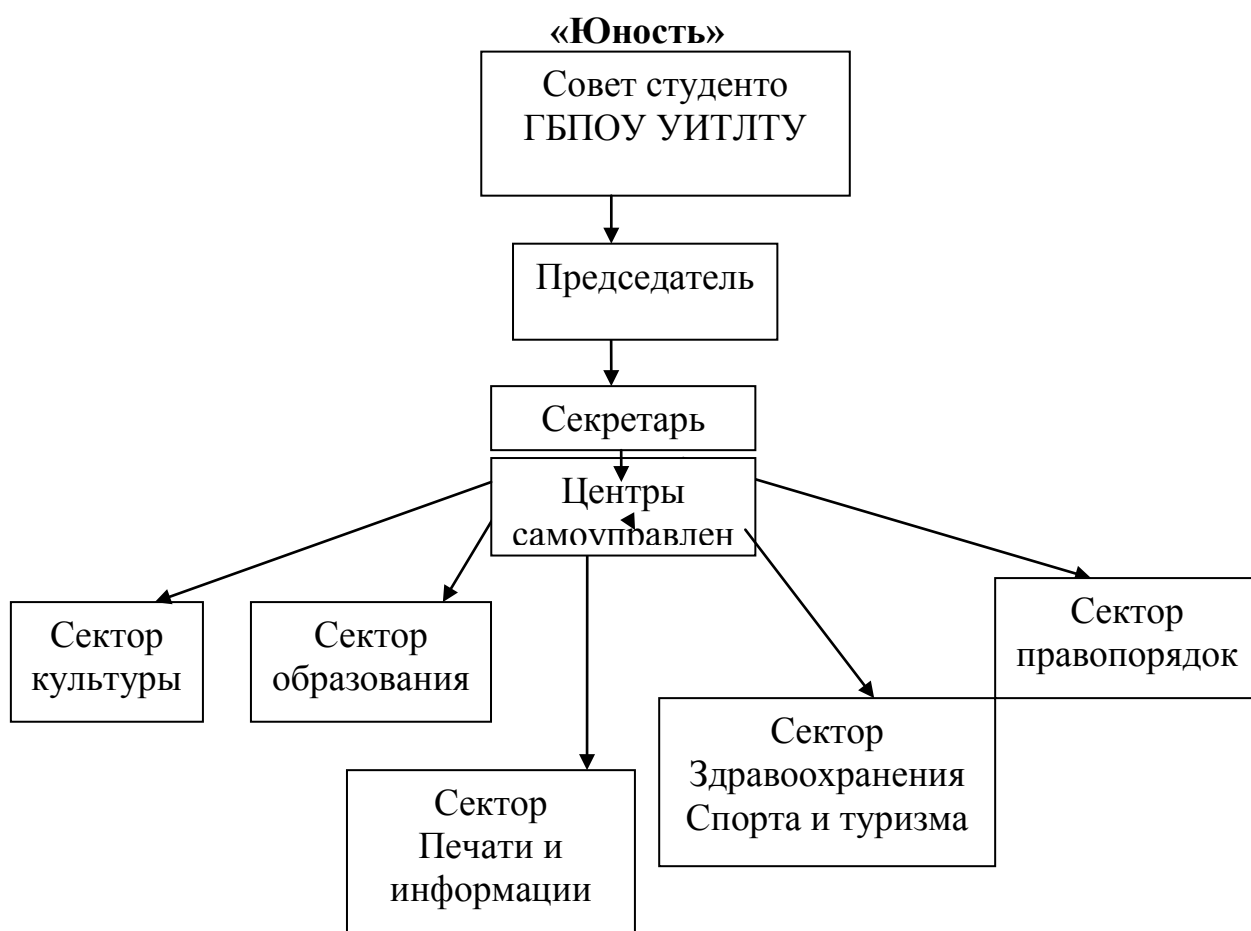 «Юность»
Совет студенто
ГБПОУ УИТЛТУ
Председатель
Секретарь
Центры
самоуправлен
Сектор
культуры
Сектор
образования
Сектор
Печати и
информации
Сектор
Здравоохранения
Спорта и туризма
Сектор
правопорядок